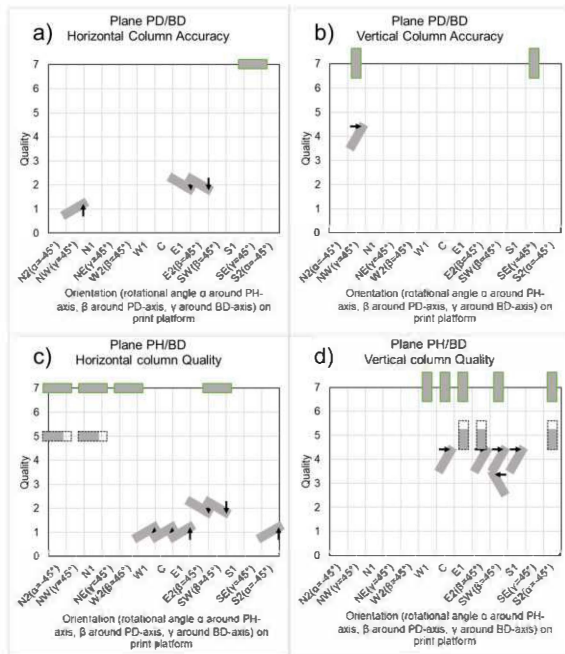 a)
Plane PD/BD
Horizontal Column Accuracy
Quality
7
6
5
4
3
2
1
0
N2(α=-45°)
NW(γ=45°)
N1
NE(γ=45°)
W2(β=45°)
W1
C
E1
E2(β=45°)
SW(β=45°)
S1
SE(γ=45°)
S2(α=-45°)
Orientation (rotational angle α around PH-
axis, β around PD-axis, γ around BD-axis) on
print platform
b)
Plane PD/BD
Vertical Column Accuracy
Quality
7
6
5
4
3
2
1
0
N2(α=-45°)
NW(γ=45°)
N1
NE(γ=45°)
W2(β=45°)
W1
C
E1
E2(β=45°)
SW(β=45°)
S1
SE(γ=45°)
S2(α=-45°)
Orientation (rotational angle α around PH-
axis, β around PD-axis, γ around BD-axis) on
print platform
c)
Plane PH/BD
Horizontal column Quality
Quality
7
6
5
4
3
2
1
0
N2(α=-45°)
NW(γ=45°)
N1
NE(γ=45°)
W2(β=45°)
W1
C
E1
E2(β=45°)
SW(β=45°)
S1
SE(γ=45°)
S2(α=-45°)
Orientation (rotational angle α around PH-
axis, β around PD-axis, γ around BD-axis) on
print platform
d)
Plane PH/BD
Vertical column Quality
Quality
7
6
5
4
3
2
1
0
N2(α=-45°)
NW(γ=45°)
N1
NE(γ=45°)
W2(β=45°)
W1
C
E1
E2(β=45°)
SW(β=45°)
S1
SE(γ=45°)
S2(α=-45°)
Orientation (rotational angle α around PH-
axis, β around PD-axis, γ around BD-axis) on
print platform